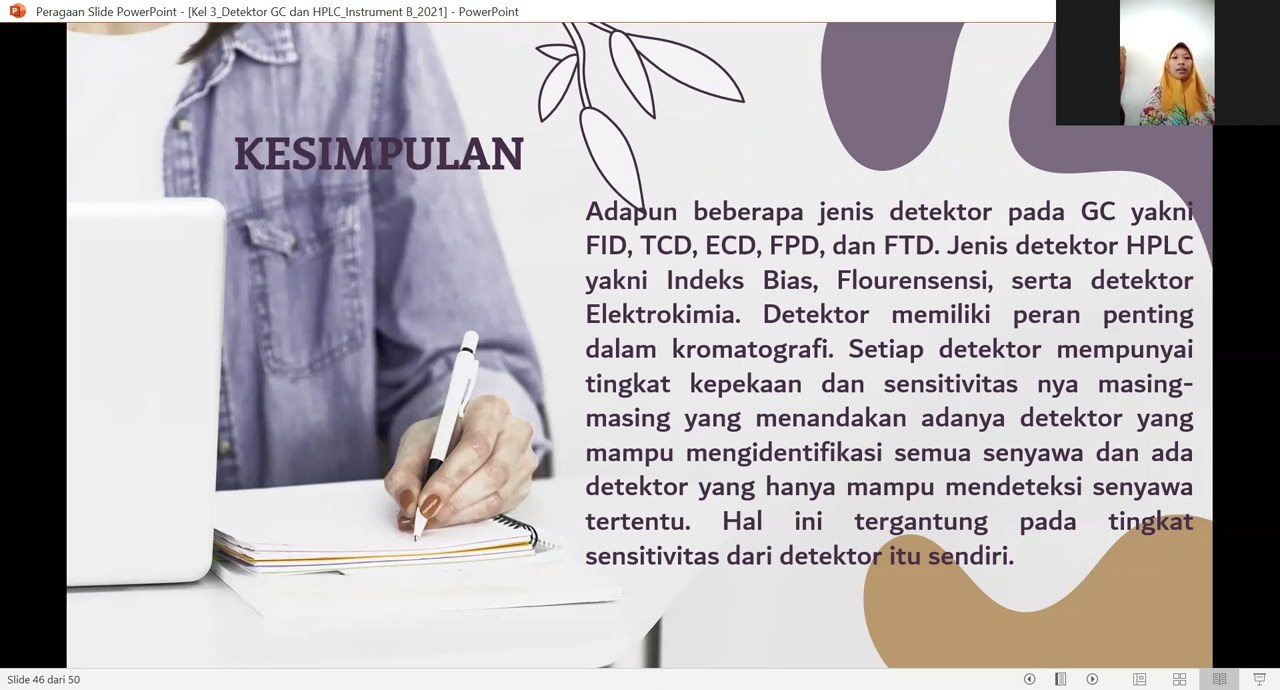 Peragaan Slide PowerPoint - [Kel 3_Detektor GC dan HPLC_Instrument B_2021] - PowerPoint
KESIMPULAN
Adapun beberapa jenis detektor pada GC yakni
FID, TCD, ECD, FPD, dan FTD. Jenis detektor HPLC
yakni Indeks Bias, Flourensensi, serta detektor
Elektrokimia. Detektor memiliki peran penting
dalam kromatografi. Setiap detektor mempunyai
tingkat kepekaan dan sensitivitas nya masing-
masing yang menandakan adanya detektor yang
mampu mengidentifikasi semua senyawa dan ada
detektor yang hanya mampu mendeteksi senyawa
tertentu. Hal ini tergantung pada tingkat
sensitivitas dari detektor itu sendiri.
Slide 46 dari 50